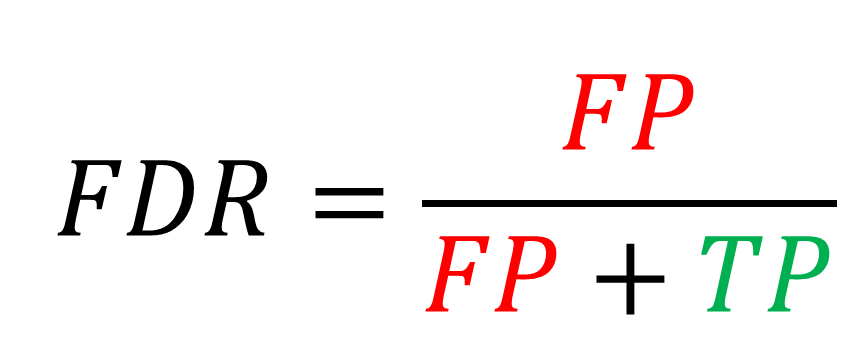 FDR = FP / FP + TP